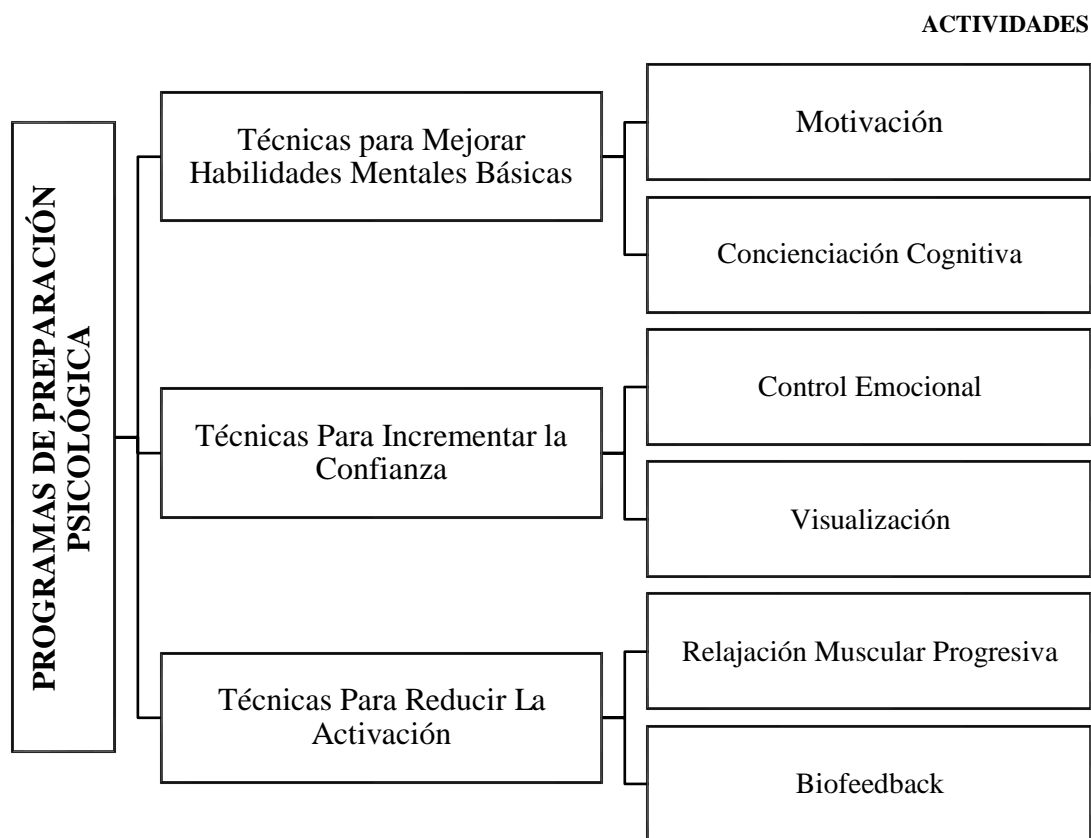 ACTIVIDADES
PROGRAMAS DE PREPARACIÓN
PSICOLÓGICA
Técnicas para Mejorar
Habilidades Mentales Básicas
Motivación
Concienciación Cognitiva
Técnicas Para Incrementar la
Confianza
Control Emocional
Visualización
Técnicas Para Reducir La
Activación
Relajación Muscular Progresiva
Biofeedback